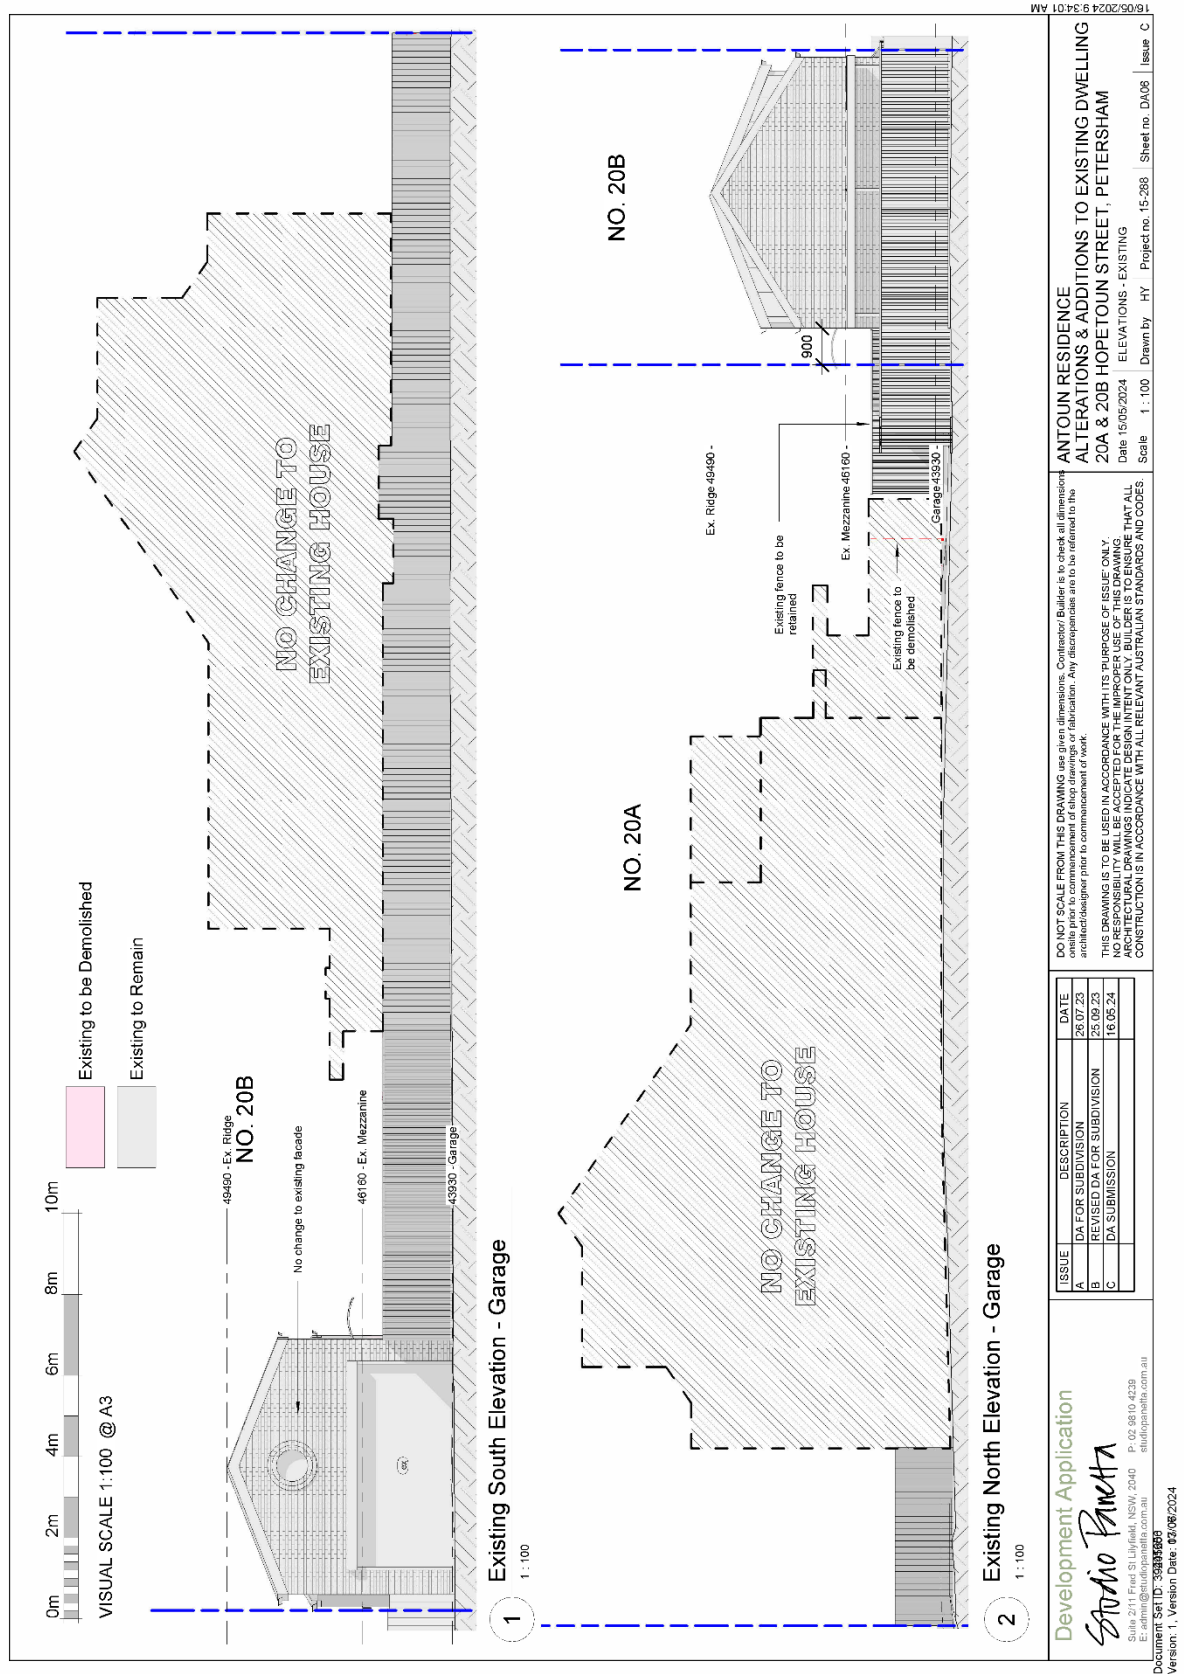 16/05/2024 9:34:01 AM
0m 2m 4m 6m 8m 10m
VISUAL SCALE 1:100 @ A3
Existing to be Demolished
Existing to Remain
49490 - Ex. Ridge
NO. 20B
No change to existing facade
46160 - Ex. Mezzanine
43930 - Garage
NO CHANGE TO
EXISTING HOUSE
1
Existing South Elevation - Garage
1 : 100
NO. 20A
NO. 20B
NO CHANGE TO
EXISTING HOUSE
Ex. Ridge 49490 -
Existing fence to be
retained
Ex. Mezzanine 46160 -
Existing fence to
be demolished
Garage 43930 -
900
2
Existing North Elevation - Garage
1 : 100
Development Application
Studio Panetta
Suite 2/11 Fred St Lilyfield, NSW, 2040 P: 02 9810 4239
E: admin@studiopanetta.com.au studiopanetta.com.au
ISSUE DESCRIPTION DATE
A DA FOR SUBDIVISION 26.07.23
B REVISED DA FOR SUBDIVISION 25.09.23
C DA SUBMISSION 16.05.24
DO NOT SCALE FROM THIS DRAWING use given dimensions. Contractor/ Builder is to check all dimensions
onsite prior to commencement of shop drawings or fabrication. Any discrepancies are to be referred to the
architect/designer prior to commencement of work.
THIS DRAWING IS TO BE USED IN ACCORDANCE WITH ITS 'PURPOSE OF ISSUE' ONLY.
NO RESPONSIBILITY WILL BE ACCEPTED FOR THE IMPROPER USE OF THIS DRAWING.
ARCHITECTURAL DRAWINGS INDICATE DESIGN INTENT ONLY. BUILDER IS TO ENSURE THAT ALL
CONSTRUCTION IS IN ACCORDANCE WITH ALL RELEVANT AUSTRALIAN STANDARDS AND CODES.
ANTOUN RESIDENCE
ALTERATIONS & ADDITIONS TO EXISTING DWELLING
20A & 20B HOPETOUN STREET, PETERSHAM
Date 15/05/2024 ELEVATIONS - EXISTING
Scale 1 : 100 Drawn by HY Project no. 15-288 Sheet no. DA06 Issue C
Document Set ID:
Version: 1, Version Date: /06/2024